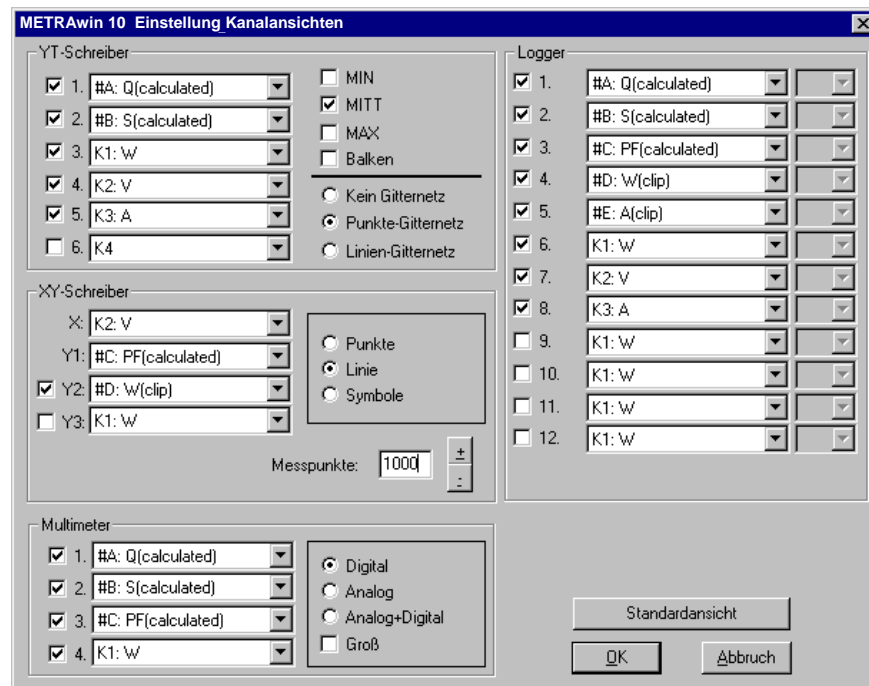 METRAwin 10 Einstellung Kanalansichten
YT-Schreiber
1. #A: Q(calculated)
2. #B: S(calculated)
3. K1: W
4. K2: V
5. K3: A
6. K4
MIN
MITT
MAX
Balken
Kein Gitternetz
Punkte-Gitternetz
Linien-Gitternetz
XY-Schreiber
X: K2: V
Y1: #C: PF(calculated)
Y2: #D: W(clip)
Y3: K1: W
Punkte
Linie
Symbole
Messpunkte: 1000
+
-
Multimeter
1. #A: Q(calculated)
2. #B: S(calculated)
3. #C: PF(calculated)
4. K1: W
Digital
Analog
Analog+Digital
Groß
Logger
1. #A: Q(calculated)
2. #B: S(calculated)
3. #C: PF(calculated)
4. #D: W(clip)
5. #E: A(clip)
6. K1: W
7. K2: V
8. K3: A
9. K1: W
10. K1: W
11. K1: W
12. K1: W
Standardansicht
OK
Abbruch